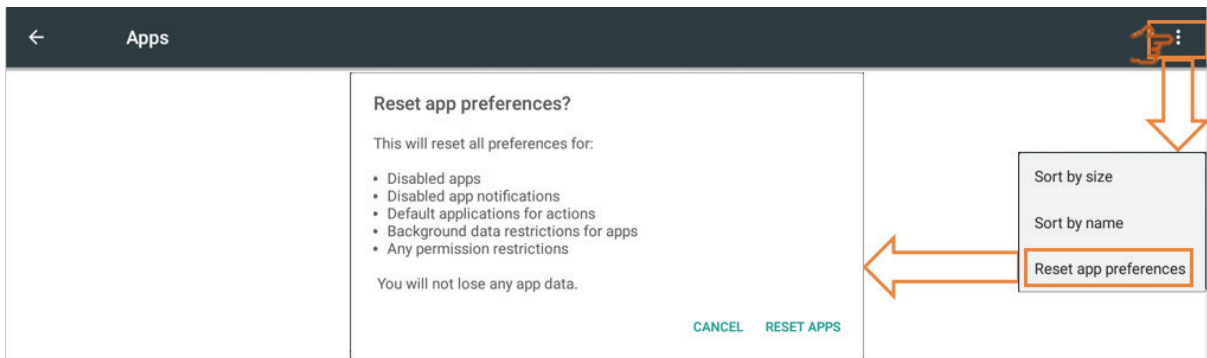 Apps
Reset app preferences?
This will reset all preferences for:
• Disabled apps
• Disabled app notifications
• Default applications for actions
• Background data restrictions for apps
• Any permission restrictions
You will not lose any app data.
CANCEL RESET APPS
Sort by size
Sort by name
Reset app preferences